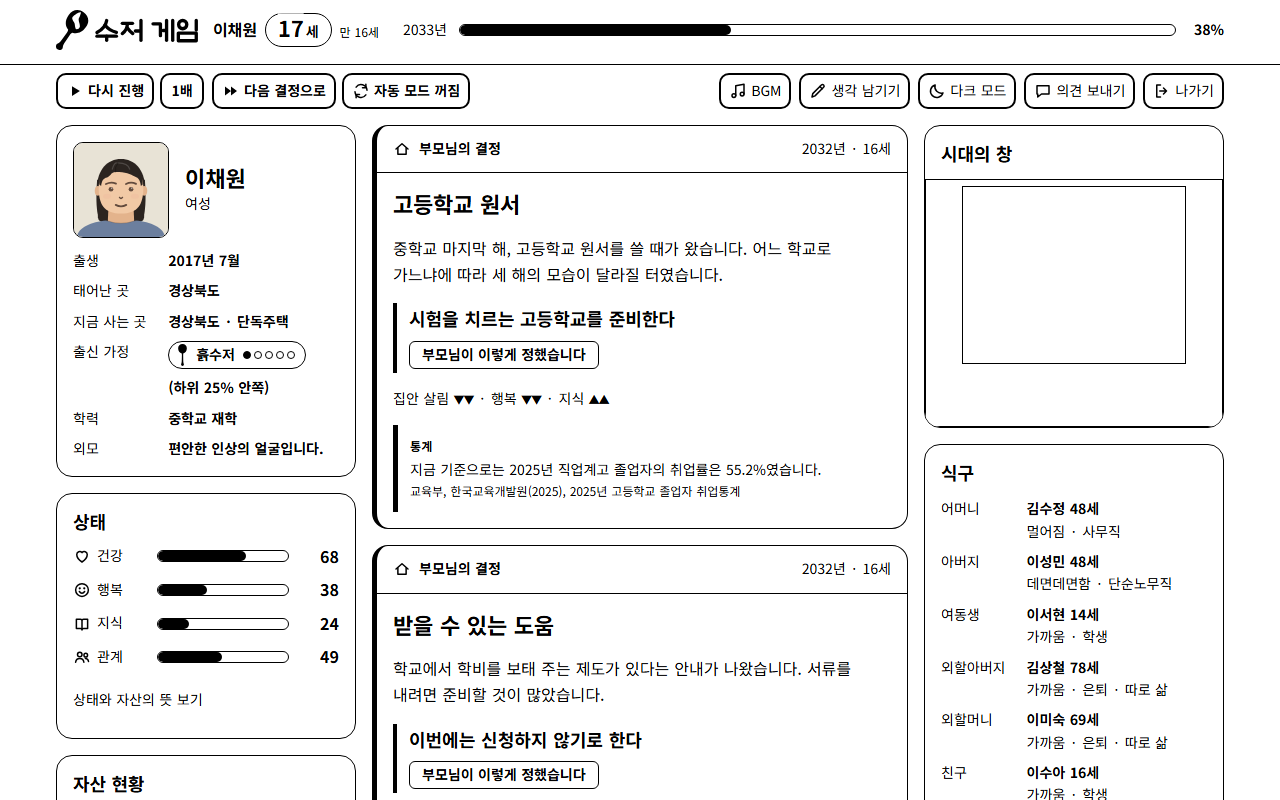 수저 게임 이채원 17세 만 16세 2033년 38%
다시 진행 1배 다음 결정으로 자동 모드 꺼짐 BGM 생각 남기기 다크 모드 의견 보내기 나가기
이채원
여성
출생 2017년 7월
태어난 곳 경상북도
지금 사는 곳 경상북도 · 단독주택
출신 가정 흙수저
(하위 25% 안쪽)
학력 중학교 재학
외모 편안한 인상의 얼굴입니다.
상태
건강 68
행복 38
지식 24
관계 49
상태와 자산의 뜻 보기
자산 현황
부모님의 결정 2032년 · 16세
고등학교 원서
중학교 마지막 해, 고등학교 원서를 쓸 때가 왔습니다. 어느 학교로
가느냐에 따라 세 해의 모습이 달라질 터였습니다.
시험을 치르는 고등학교를 준비한다
부모님이 이렇게 정했습니다
집안 살림 ▼▼ · 행복 ▼▼ · 지식 ▲▲
통계
지금 기준으로는 2025년 직업계고 졸업자의 취업률은 55.2%였습니다.
교육부, 한국교육개발원(2025), 2025년 고등학교 졸업자 취업통계
부모님의 결정 2032년 · 16세
받을 수 있는 도움
학교에서 학비를 보태 주는 제도가 있다는 안내가 나왔습니다. 서류를
내려면 준비할 것이 많았습니다.
이번에는 신청하지 않기로 한다
부모님이 이렇게 정했습니다
시대의 창
식구
어머니 김수정 48세
멀어짐 · 사무직
아버지 이성민 48세
데면데면함 · 단순노무직
여동생 이서현 14세
가까움 · 학생
외할아버지 김상철 78세
가까움 · 은퇴 · 따로 삶
외할머니 이미숙 69세
가까움 · 은퇴 · 따로 삶
친구 이수아 16세
가까움 · 학생